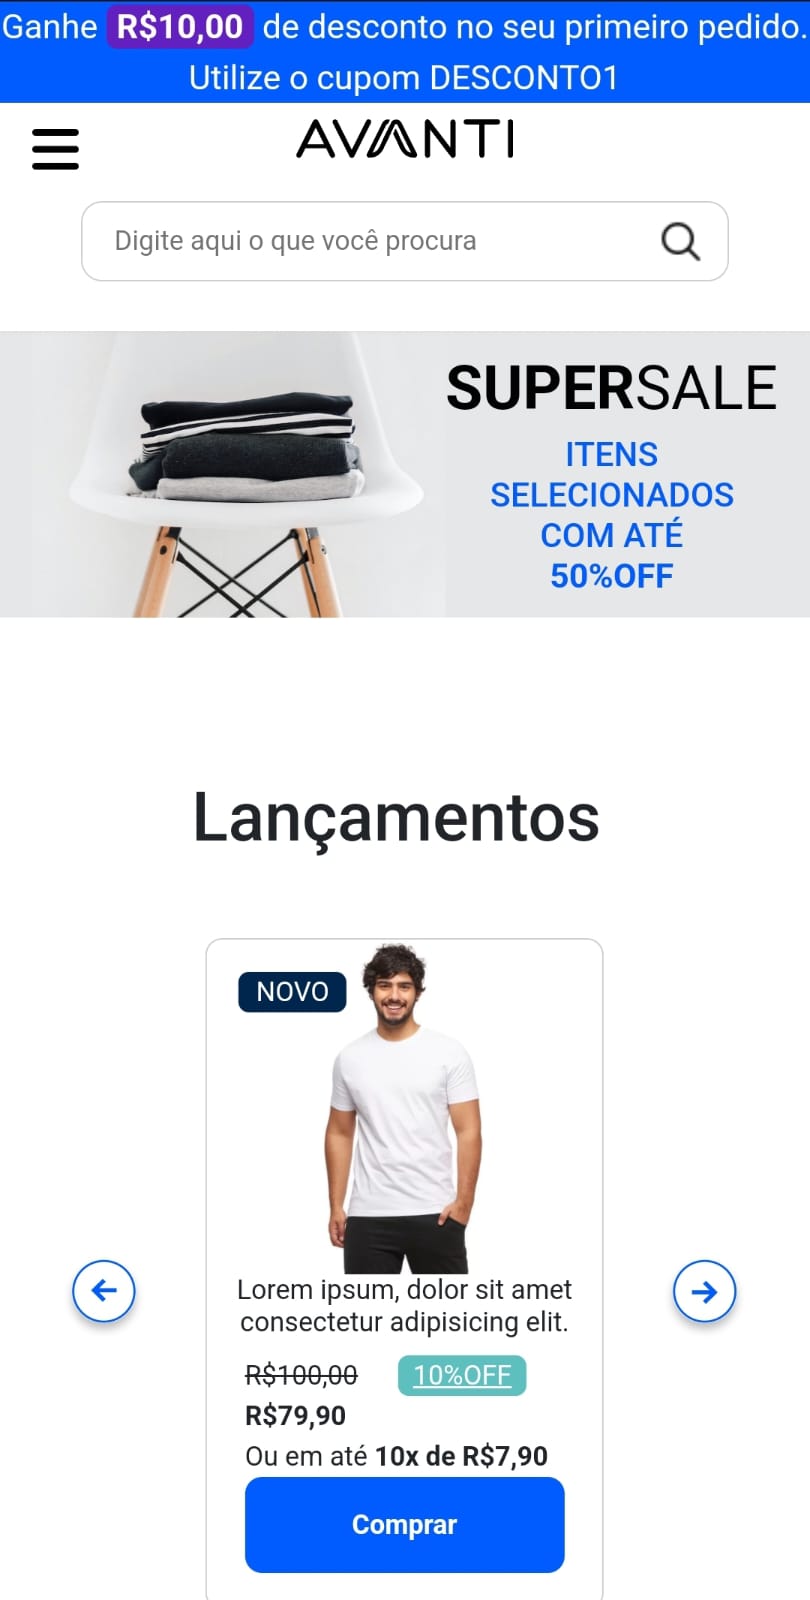 Ganhe R$10,00 de desconto no seu primeiro pedido.
Utilize o cupom DESCONTO1
AVANTI
Digite aqui o que você procura
SUPERSALE
ITENS
SELECIONADOS
COM ATÉ
50%OFF
Lançamentos
NOVO
Lorem ipsum, dolor sit amet
consectetur adipisicing elit.
R$100,00 10%OFF
R$79,90
Ou em até 10x de R$7,90
Comprar